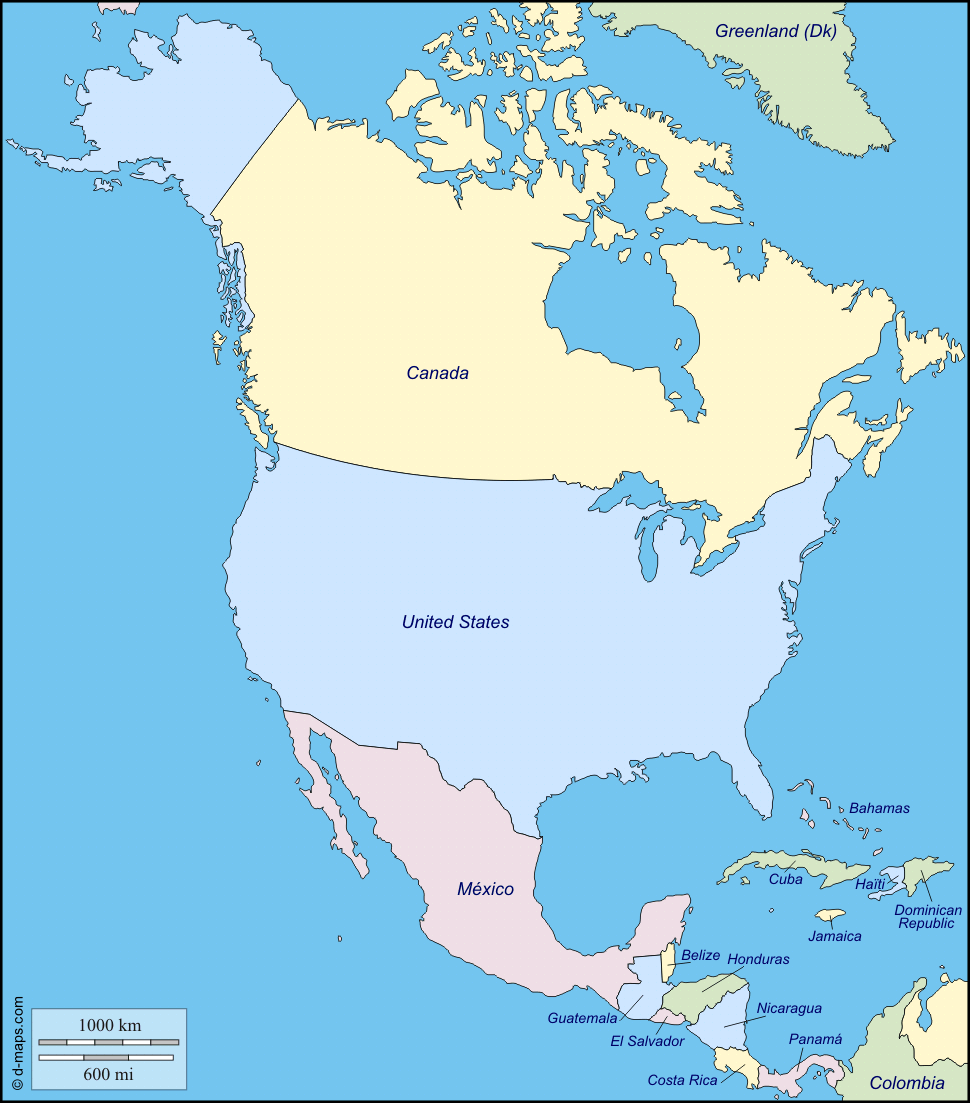 Greenland (Dk)
Canada
United States
Bahamas
Cuba
Haïti
México
Dominican
Republic
Jamaica
Belize
Honduras
Nicaragua
Guatemala
El Salvador
Panamá
Costa Rica
Colombia
© d-maps.com
1000 km
600 mi